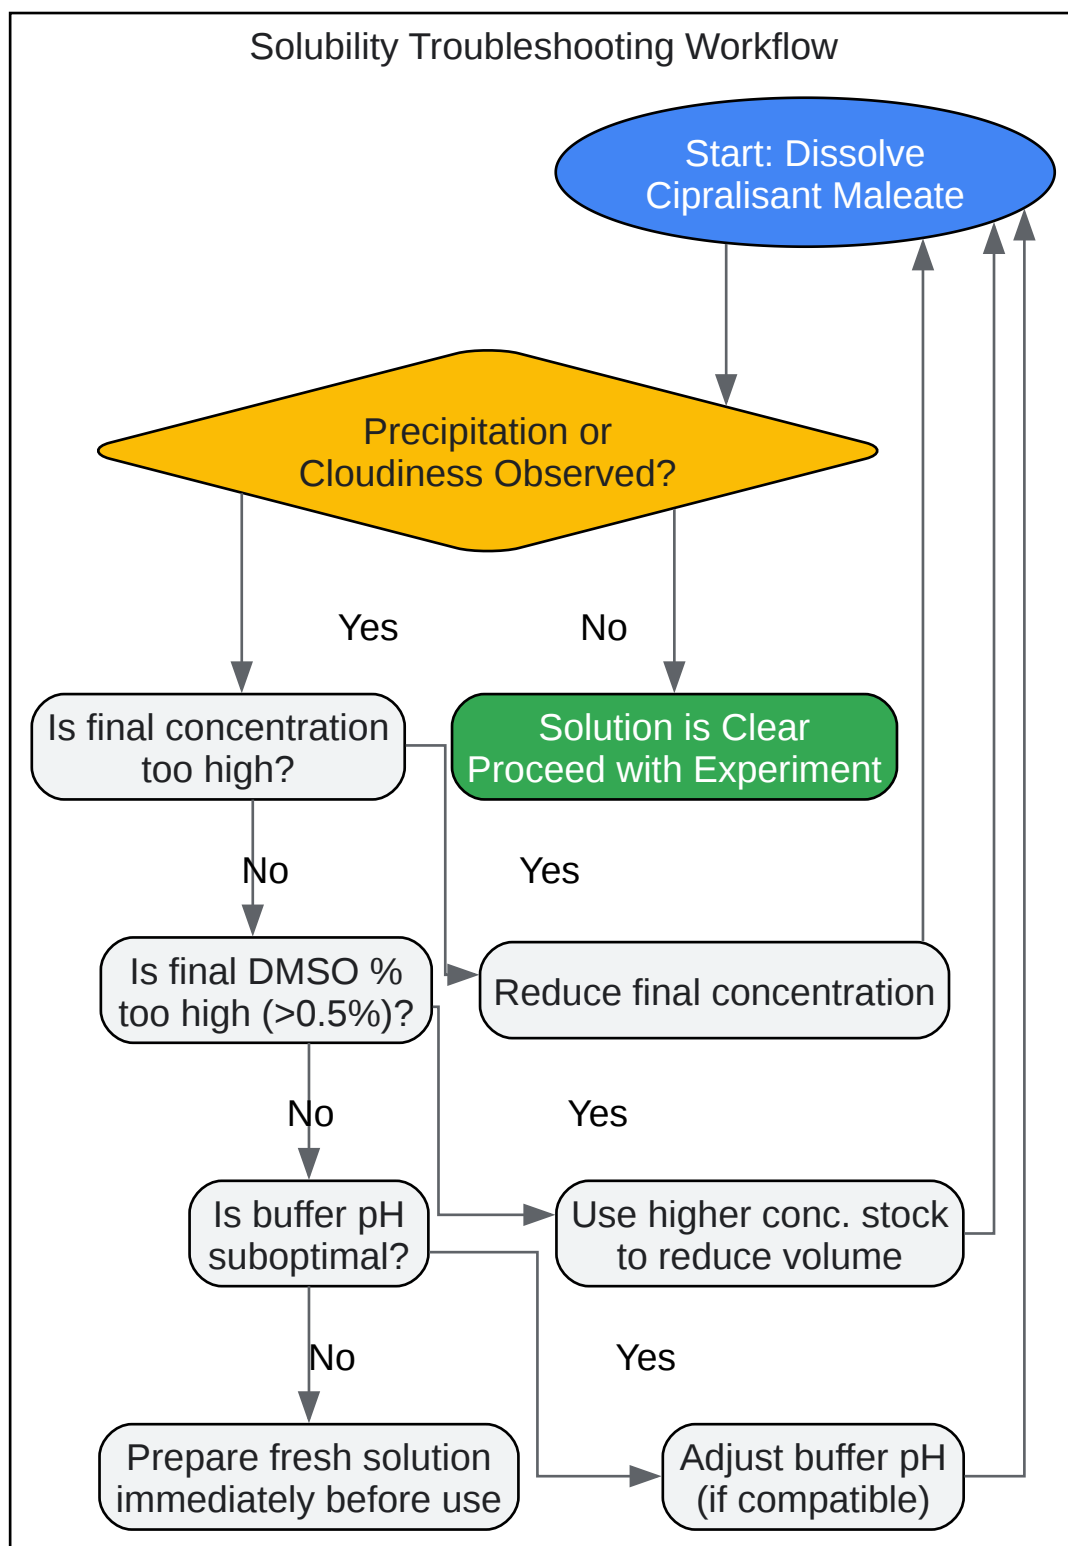 Solubility Troubleshooting Workflow
Start: Dissolve
Cipralisant Maleate
Precipitation or
Cloudiness Observed?
Yes
No
Is final concentration
too high?
Solution is Clear
Proceed with Experiment
No
Yes
Is final DMSO %
too high (>0.5%)?
Reduce final concentration
No
Yes
Is buffer pH
suboptimal?
Use higher conc. stock
to reduce volume
No
Yes
Prepare fresh solution
immediately before use
Adjust buffer pH
(if compatible)